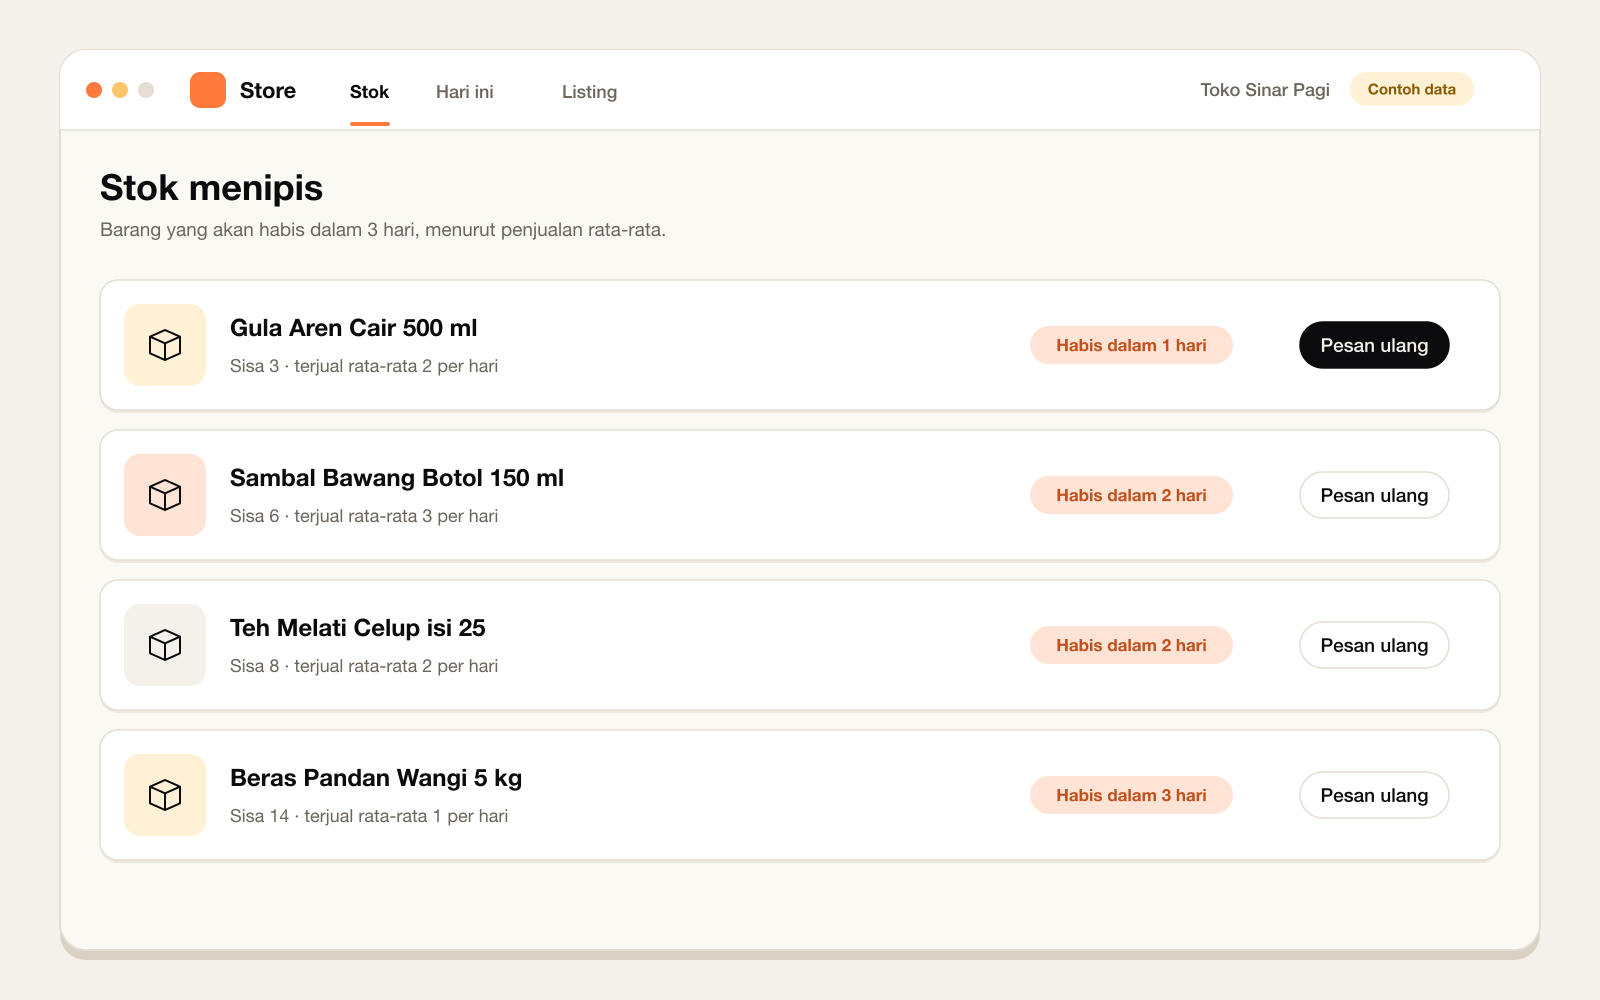 Store
Stok
Hari ini
Listing
Toko Sinar Pagi
Contoh data
Stok menipis
Barang yang akan habis dalam 3 hari, menurut penjualan rata-rata.
Gula Aren Cair 500 ml
Sisa 3 · terjual rata-rata 2 per hari
Habis dalam 1 hari
Pesan ulang
Sambal Bawang Botol 150 ml
Sisa 6 · terjual rata-rata 3 per hari
Habis dalam 2 hari
Pesan ulang
Teh Melati Celup isi 25
Sisa 8 · terjual rata-rata 2 per hari
Habis dalam 2 hari
Pesan ulang
Beras Pandan Wangi 5 kg
Sisa 14 · terjual rata-rata 1 per hari
Habis dalam 3 hari
Pesan ulang